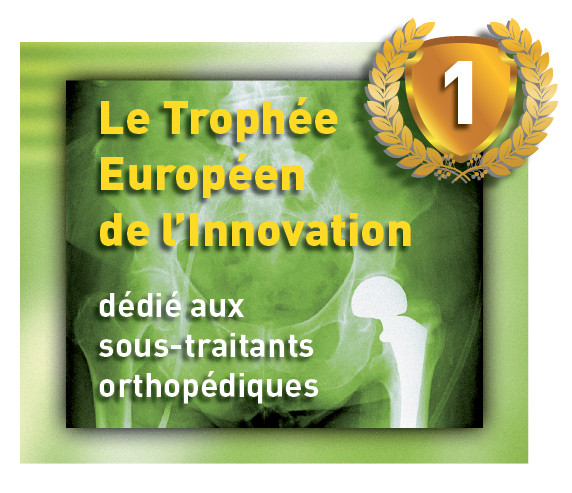 1
Le Trophée
Européen
de l'Innovation
dédié aux
sous-traitants
orthopédiques